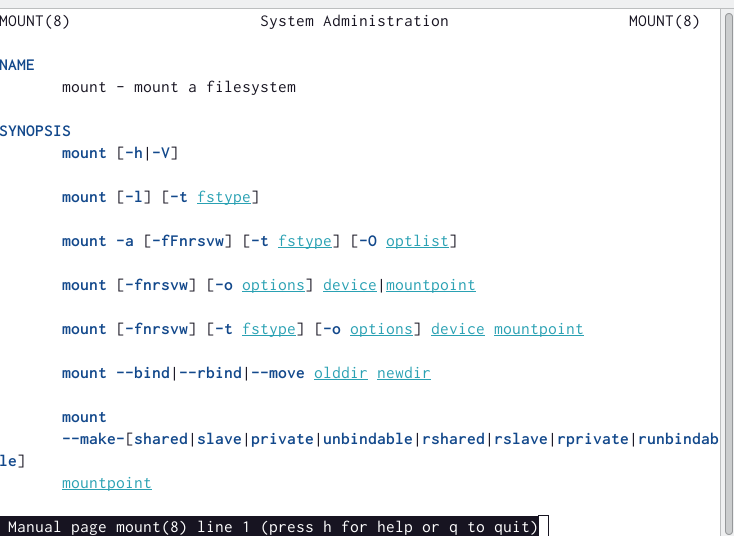 MOUNT(8) System Administration MOUNT(8)
NAME
mount - mount a filesystem
SYNOPSIS
mount [-h|-V]
mount [-l] [-t fstype]
mount -a [-fFnrsvw] [-t fstype] [-O optlist]
mount [-fnrsvw] [-o options] device|mountpoint
mount [-fnrsvw] [-t fstype] [-o options] device mountpoint
mount --bind|--rbind|--move olddir newdir
mount
--make-[shared|slave|private|unbindable|rshared|rslave|rprivate|runbindab
le]
mountpoint
Manual page mount(8) line 1 (press h for help or q to quit)